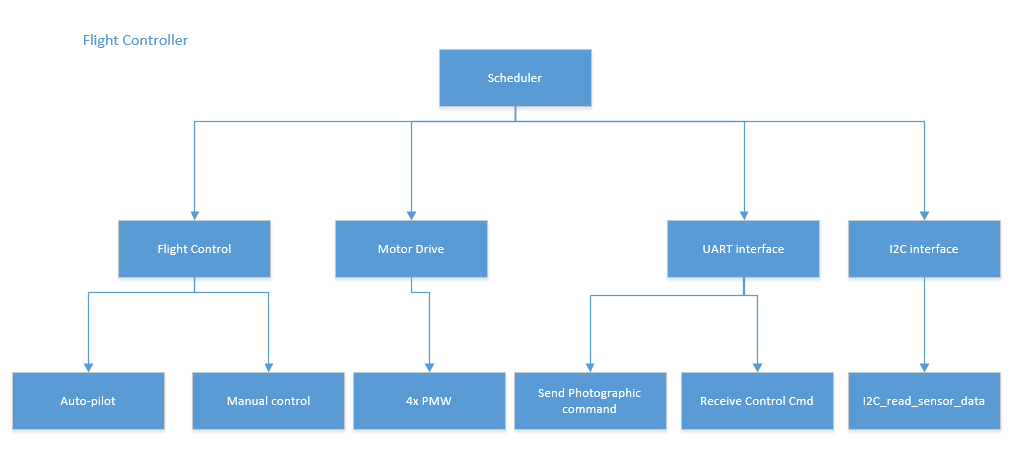 Flight Controller
Scheduler
Flight Control
Motor Drive
UART interface
I2C interface
Auto-pilot
Manual control
4x PMW
Send Photographic
command
Receive Control Cmd
I2C_read_sensor_data